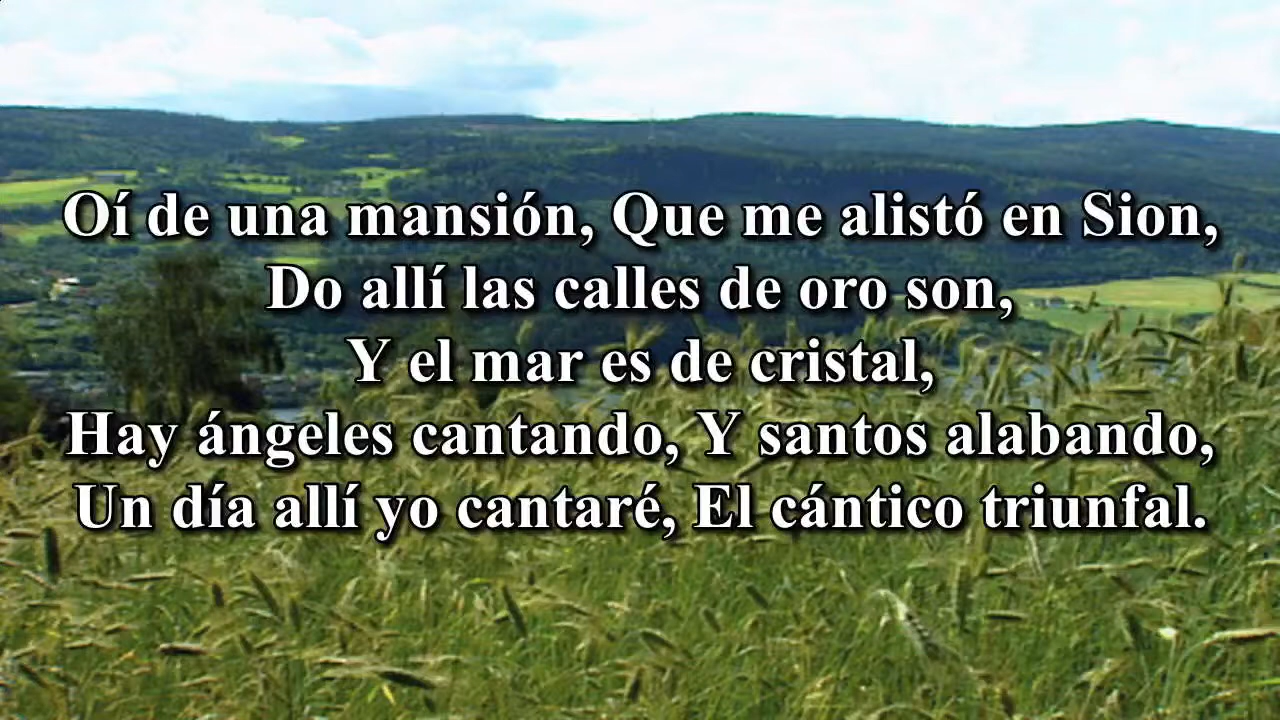 Oí de una mansión, Que me alistó en Sion,
Do allí las calles de oro son,
Y el mar es de cristal,
Hay ángeles cantando, Y santos alabando,
Un día allí yo cantaré, El cántico triunfal.